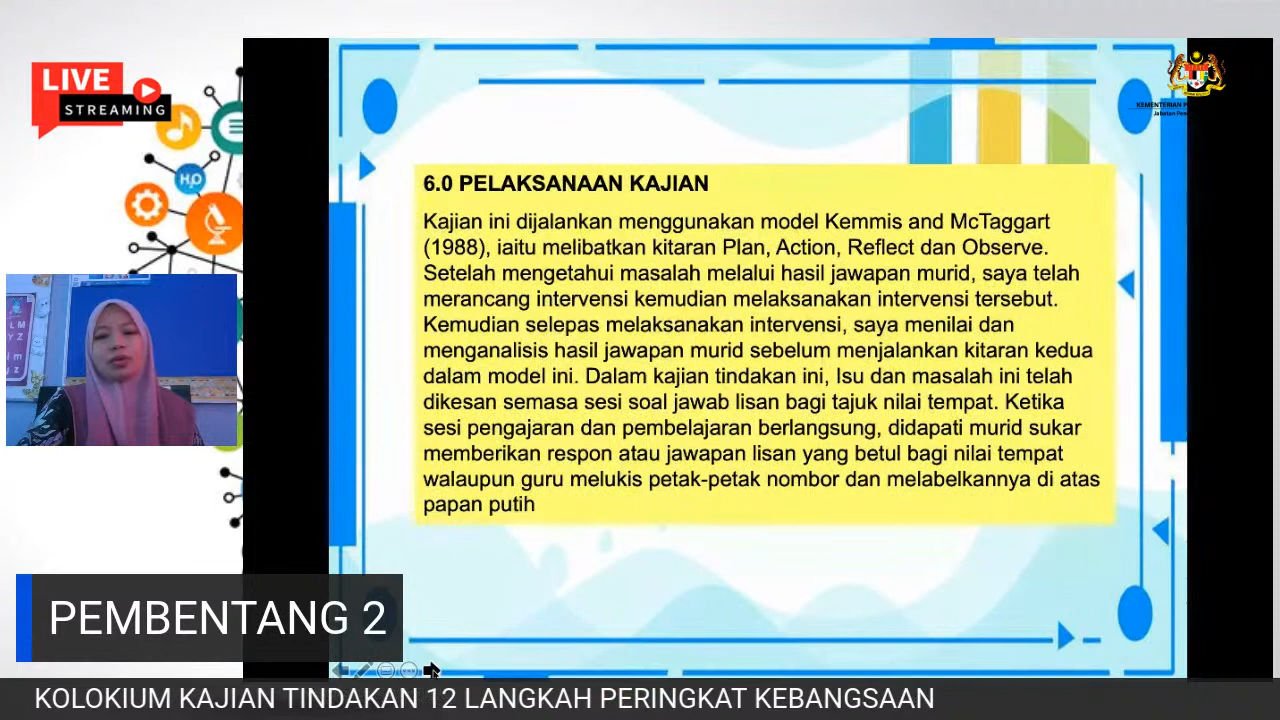 LIVE
STREAMING
H₂O
6.0 PELAKSANAAN KAJIAN
Kajian ini dijalankan menggunakan model Kemmis and McTaggart
(1988), iaitu melibatkan kitaran Plan, Action, Reflect dan Observe.
Setelah mengetahui masalah melalui hasil jawapan murid, saya telah
merancang intervensi kemudian melaksanakan intervensi tersebut.
Kemudian selepas melaksanakan intervensi, saya menilai dan
menganalisis hasil jawapan murid sebelum menjalankan kitaran kedua
dalam model ini. Dalam kajian tindakan ini, Isu dan masalah ini telah
dikesan semasa sesi soal jawab lisan bagi tajuk nilai tempat. Ketika
sesi pengajaran dan pembelajaran berlangsung, didapati murid sukar
memberikan respon atau jawapan lisan yang betul bagi nilai tempat
walaupun guru melukis petak-petak nombor dan melabelkannya di atas
papan putih
PEMBENTANG 2
KOLOKIUM KAJIAN TINDAKAN 12 LANGKAH PERINGKAT KEBANGSAAN